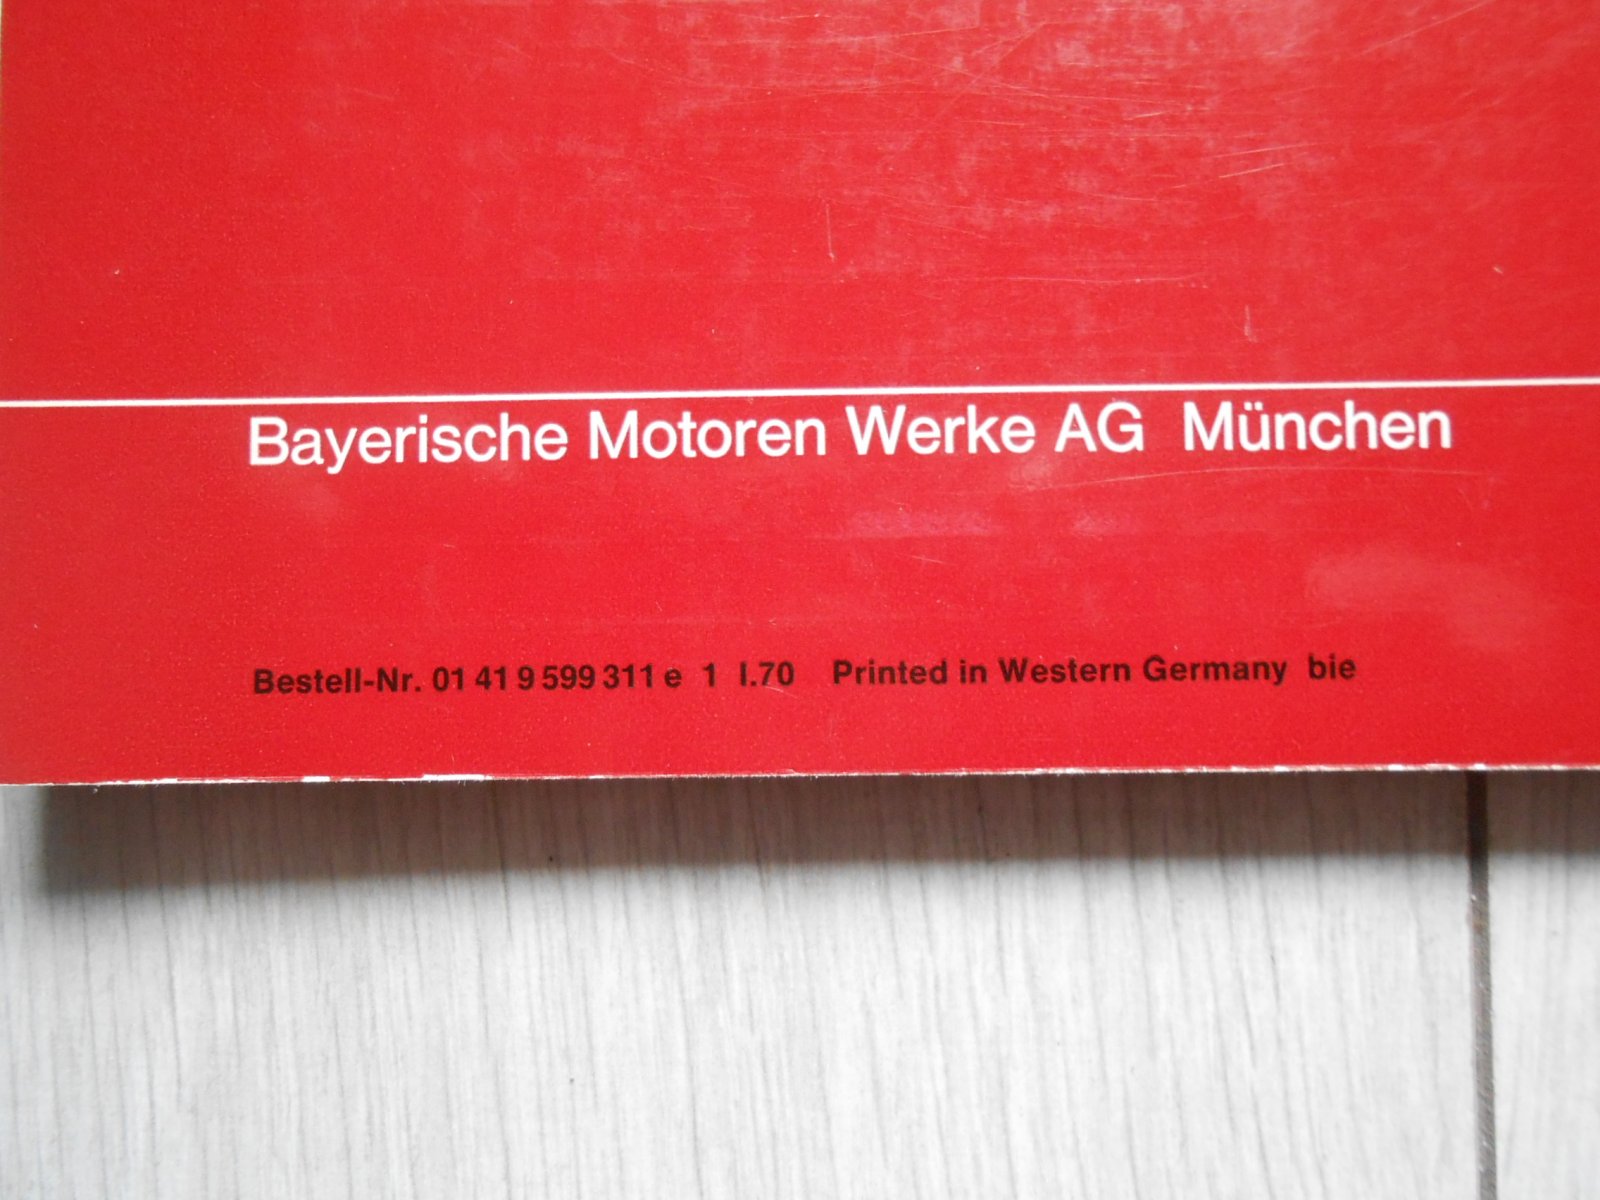 Bayerische Motoren Werke AG München
Bestell-Nr. 01 41 9 599 311 e 1 I.70 Printed in Western Germany bie